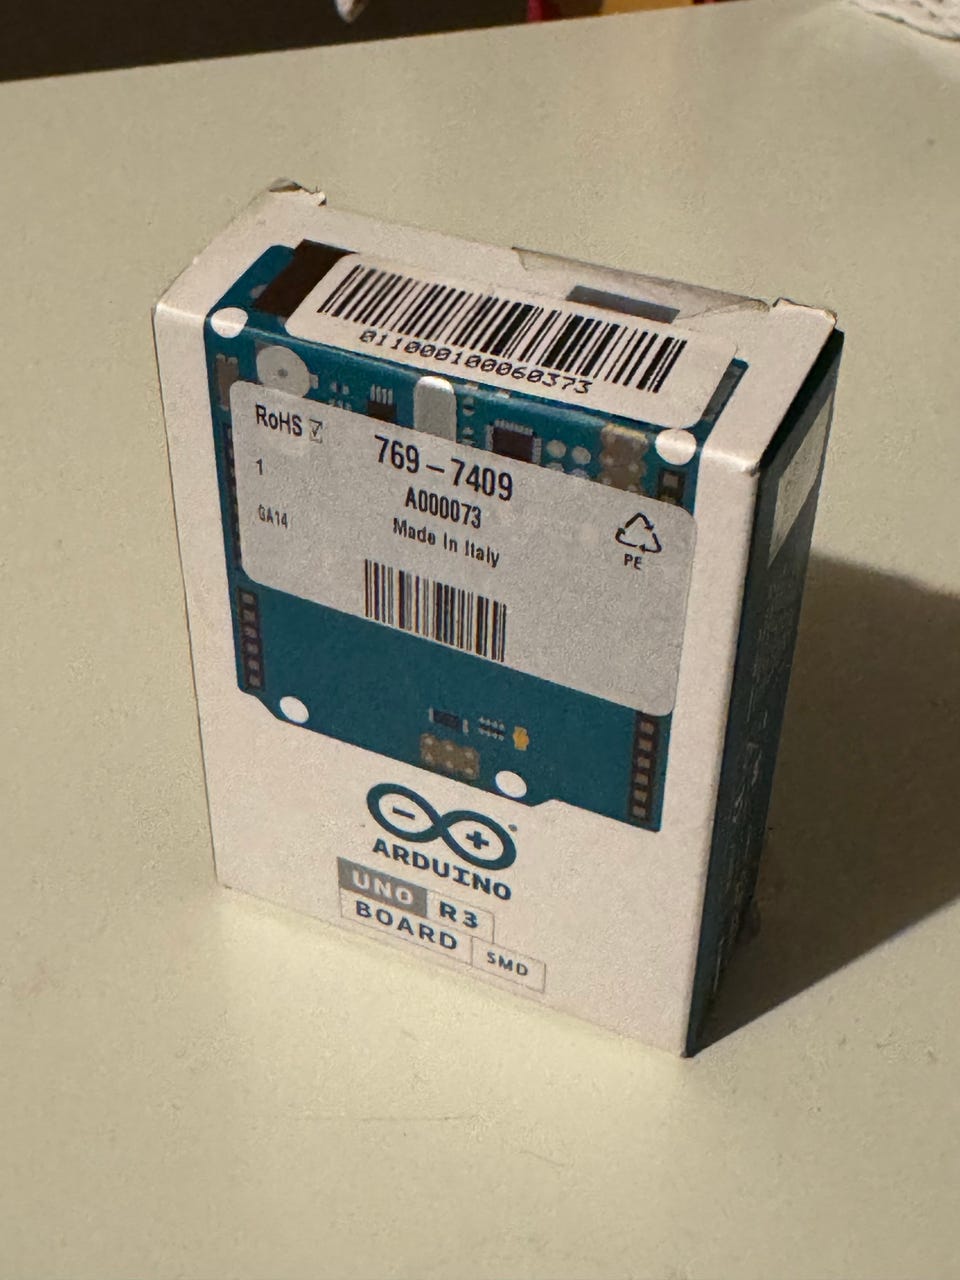 011000100060373
RoHS
769-7409
1
A000073
GA14
Made In Italy
PE
ARDUINO
UNO R3
BOARD
SMD